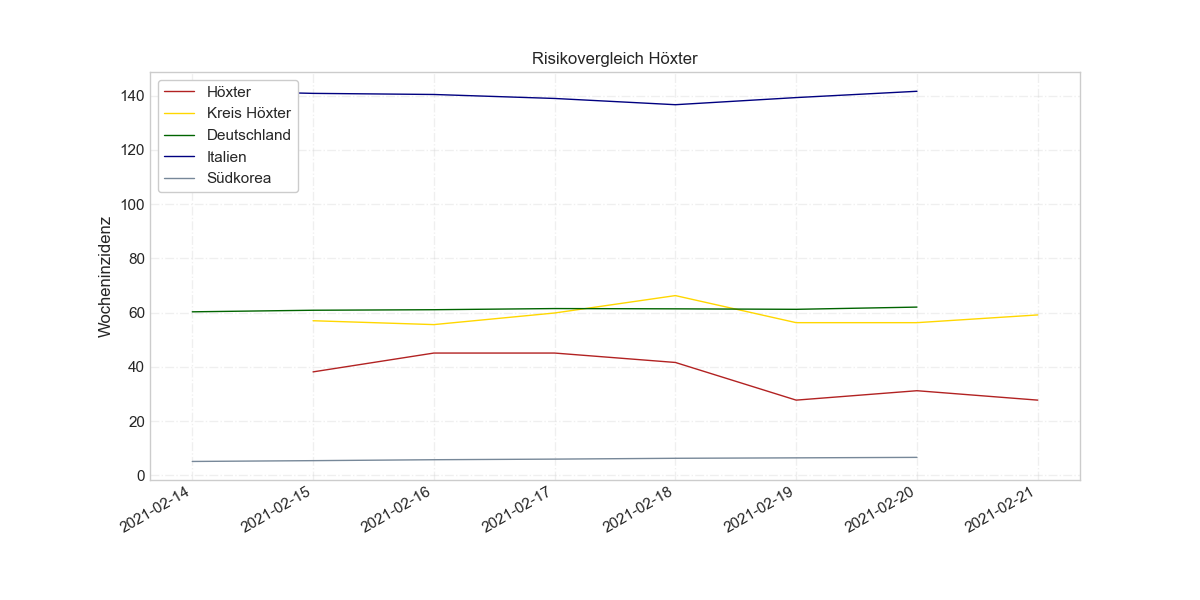 Risikovergleich Höxter
Höxter
Kreis Höxter
Deutschland
Italien
Südkorea
Wocheninzidenz
140
120
100
80
60
40
20
0
2021-02-14
2021-02-15
2021-02-16
2021-02-17
2021-02-18
2021-02-19
2021-02-20
2021-02-21